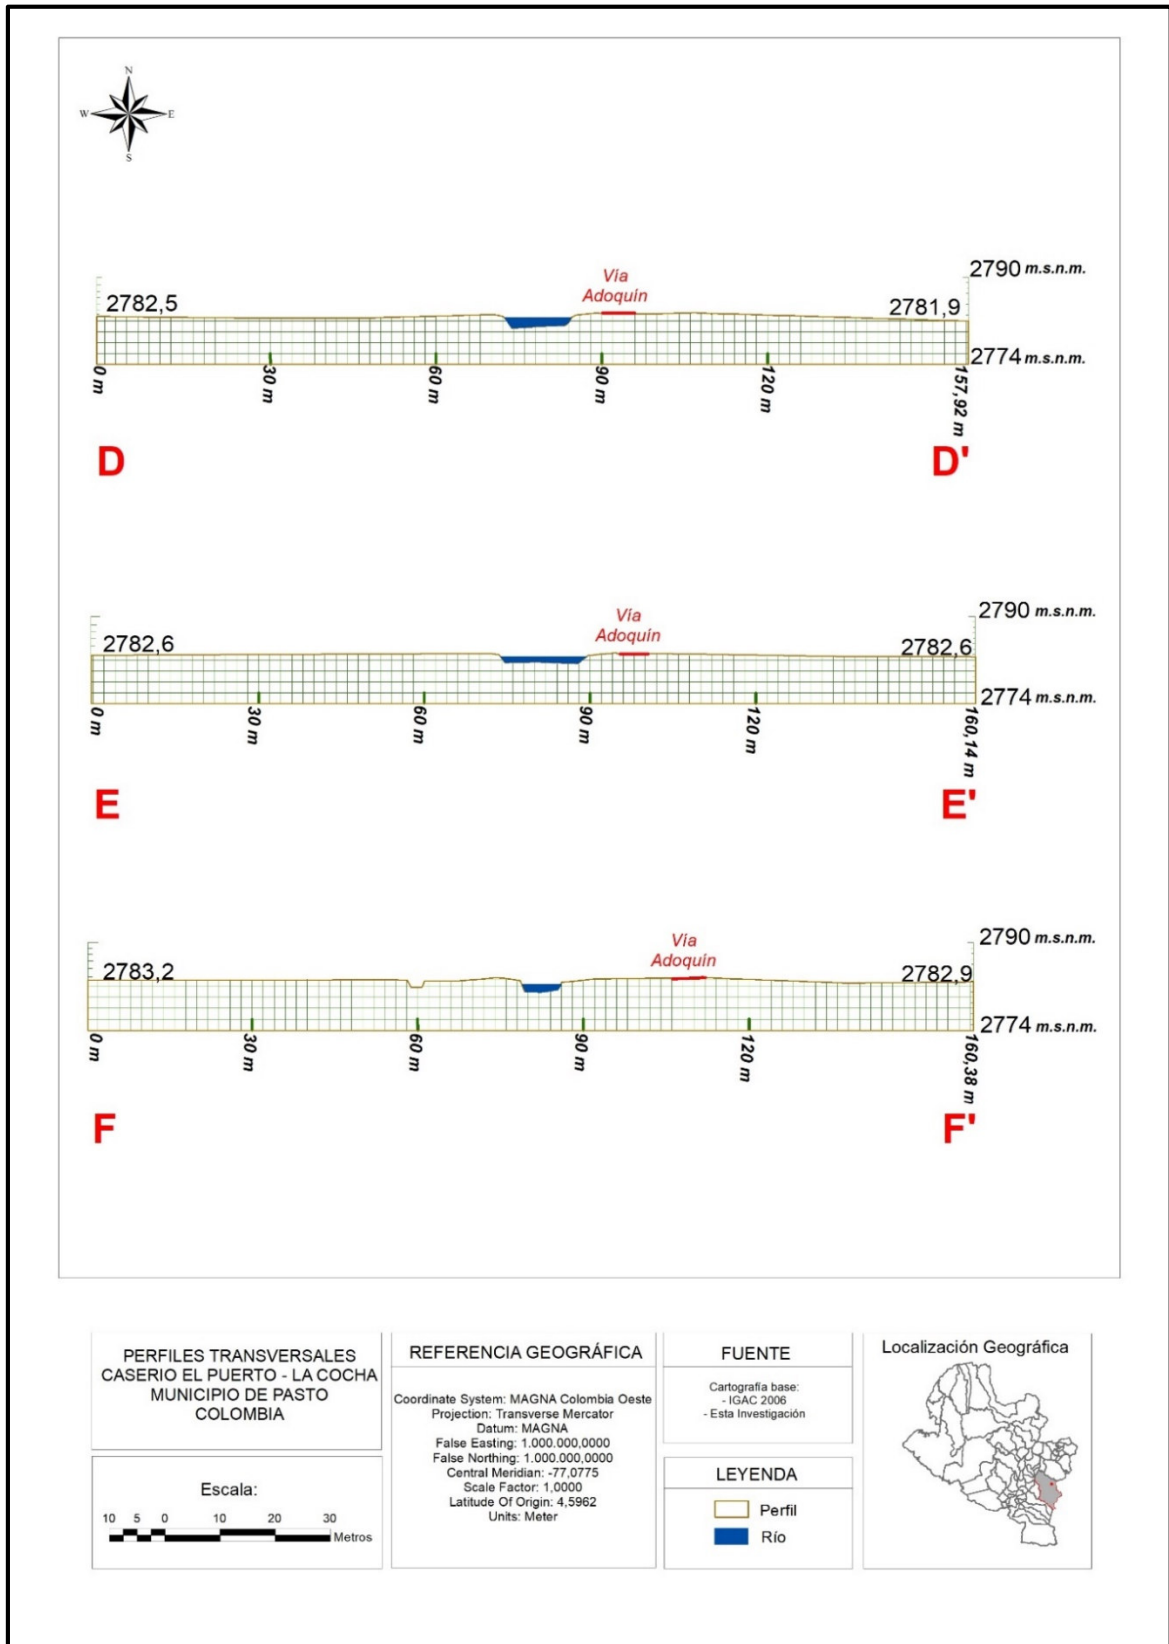 N
W E
S
Vía
Adoquín
2790 m.s.n.m.
2782,5
2781,9
2774 m.s.n.m.
0 m
30 m
60 m
90 m
120 m
157,92 m
D
D'
Vía
Adoquín
2790 m.s.n.m.
2782,6
2782,6
2774 m.s.n.m.
0 m
30 m
60 m
90 m
120 m
160,14 m
E
E'
Vía
Adoquín
2790 m.s.n.m.
2783,2
2782,9
2774 m.s.n.m.
0 m
30 m
60 m
90 m
120 m
160,38 m
F
F'
PERFILES TRANSVERSALES
CASERIO EL PUERTO - LA COCHA
MUNICIPIO DE PASTO
COLOMBIA
Escala:
10 5 0 10 20 30
Metros
REFERENCIA GEOGRÁFICA
Coordinate System: MAGNA Colombia Oeste
Projection: Transverse Mercator
Datum: MAGNA
False Easting: 1.000.000,0000
False Northing: 1.000.000,0000
Central Meridian: -77,0775
Scale Factor: 1,0000
Latitude Of Origin: 4,5962
Units: Meter
FUENTE
Cartografía base:
- IGAC 2006
- Esta Investigación
LEYENDA
Perfil
Río
Localización Geográfica